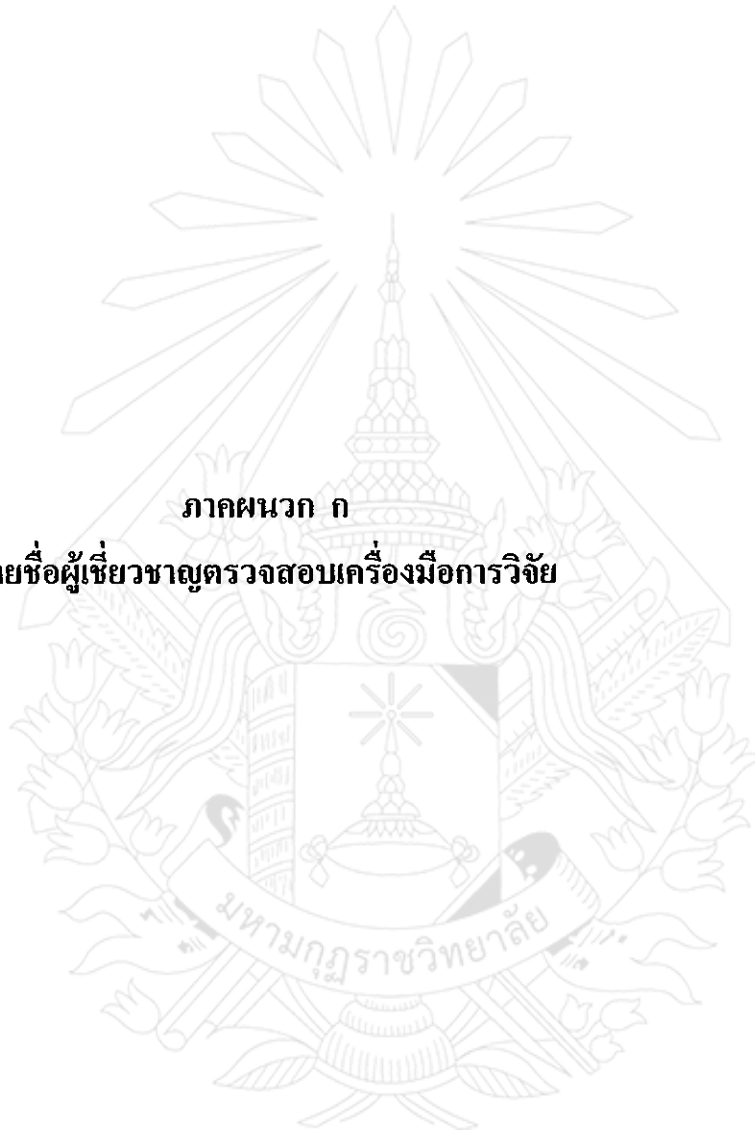 ภาคผนวก ก
ยชื่อผู้เชี่ยวชาญตรวจสอบเครื่องมือการวิจัย
มหามกุฏราชวิทยาลัย